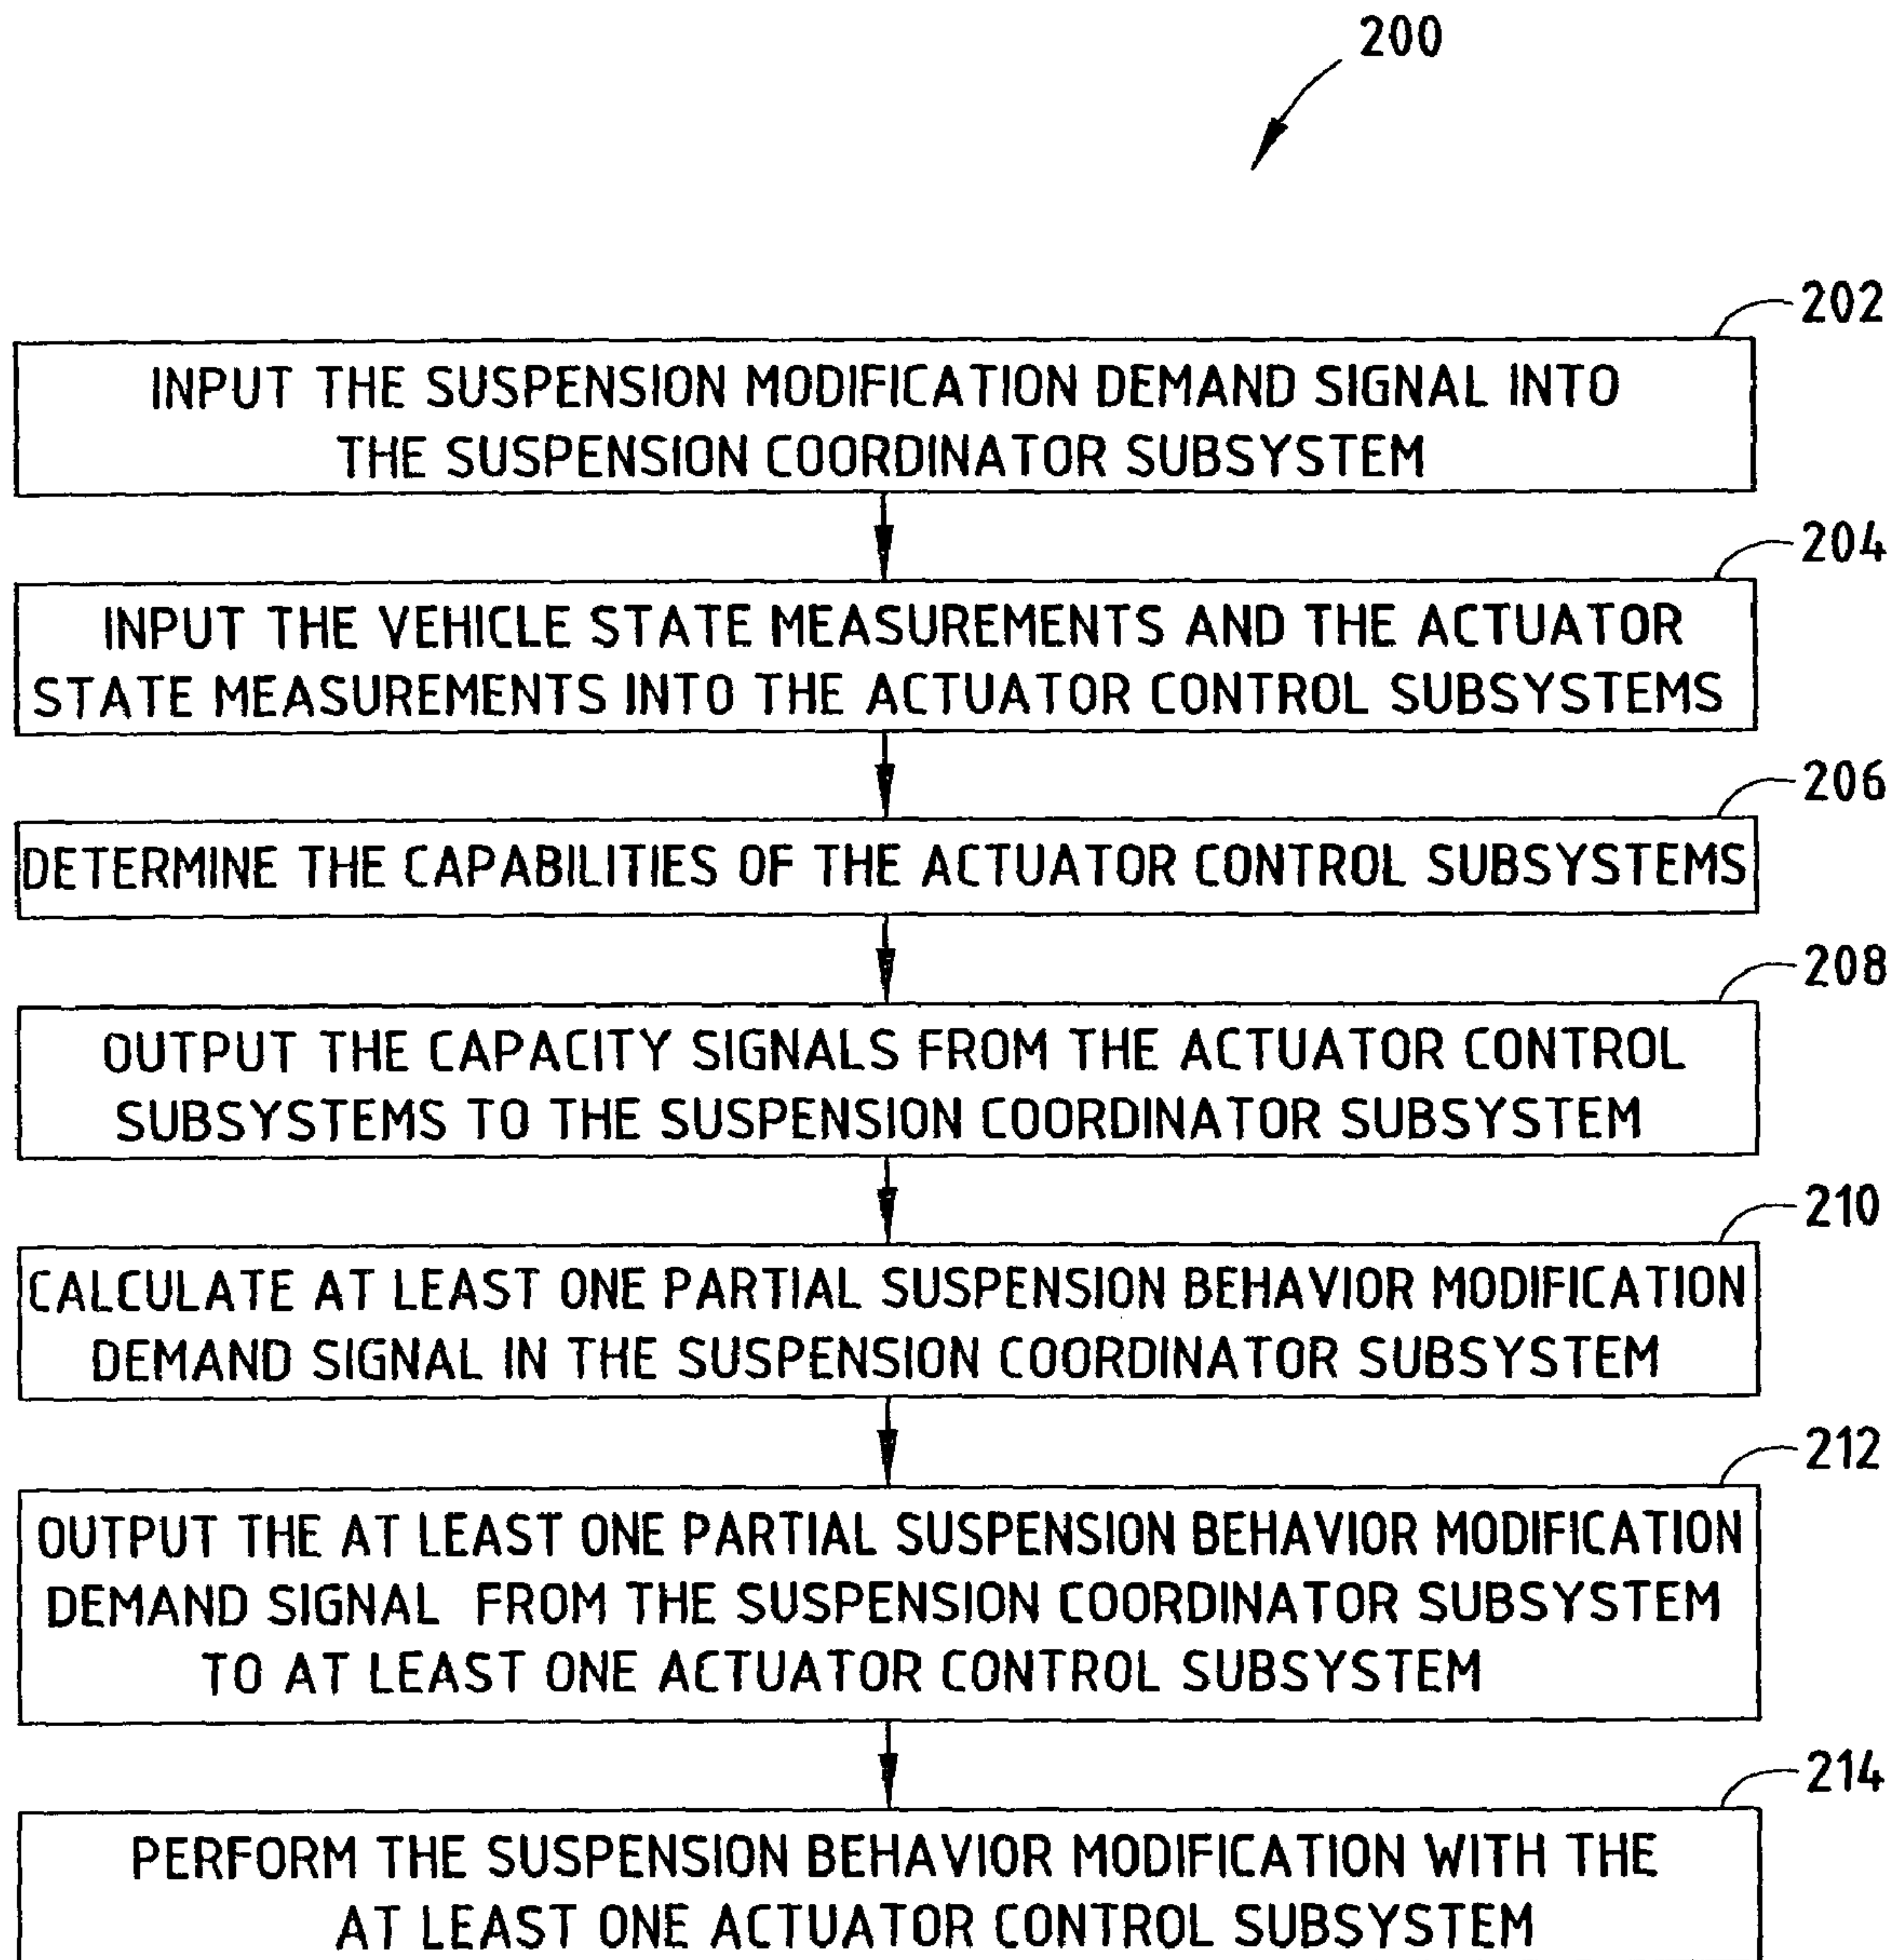 200
202
INPUT THE SUSPENSION MODIFICATION DEMAND SIGNAL INTO
THE SUSPENSION COORDINATOR SUBSYSTEM
204
INPUT THE VEHICLE STATE MEASUREMENTS AND THE ACTUATOR
STATE MEASUREMENTS INTO THE ACTUATOR CONTROL SUBSYSTEMS
206
DETERMINE THE CAPABILITIES OF THE ACTUATOR CONTROL SUBSYSTEMS
208
OUTPUT THE CAPACITY SIGNALS FROM THE ACTUATOR CONTROL
SUBSYSTEMS TO THE SUSPENSION COORDINATOR SUBSYSTEM
210
CALCULATE AT LEAST ONE PARTIAL SUSPENSION BEHAVIOR MODIFICATION
DEMAND SIGNAL IN THE SUSPENSION COORDINATOR SUBSYSTEM
212
OUTPUT THE AT LEAST ONE PARTIAL SUSPENSION BEHAVIOR MODIFICATION
DEMAND SIGNAL FROM THE SUSPENSION COORDINATOR SUBSYSTEM
TO AT LEAST ONE ACTUATOR CONTROL SUBSYSTEM
214
PERFORM THE SUSPENSION BEHAVIOR MODIFICATION WITH THE
AT LEAST ONE ACTUATOR CONTROL SUBSYSTEM